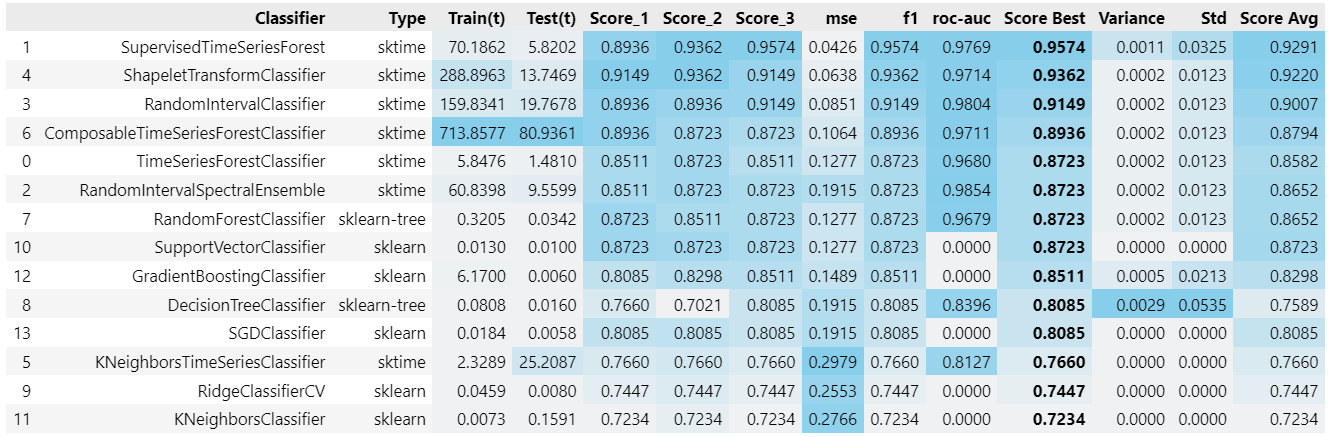 Classifier Type Train(t) Test(t) Score_1 Score_2 Score_3 mse f1 roc-auc Score Best Variance Std Score Avg
1 SupervisedTimeSeriesForest sktime 70.1862 5.8202 0.8936 0.9362 0.9574 0.0426 0.9574 0.9769 0.9574 0.0011 0.0325 0.9291
4 ShapeletTransformClassifier sktime 288.8963 13.7469 0.9149 0.9362 0.9149 0.0638 0.9362 0.9714 0.9362 0.0002 0.0123 0.9220
3 RandomIntervalClassifier sktime 159.8341 19.7678 0.8936 0.8936 0.9149 0.0851 0.9149 0.9804 0.9149 0.0002 0.0123 0.9007
6 ComposableTimeSeriesForestClassifier sktime 713.8577 80.9361 0.8936 0.8723 0.8723 0.1064 0.8936 0.9711 0.8936 0.0002 0.0123 0.8794
0 TimeSeriesForestClassifier sktime 5.8476 1.4810 0.8511 0.8723 0.8511 0.1277 0.8723 0.9680 0.8723 0.0002 0.0123 0.8582
2 RandomIntervalSpectralEnsemble sktime 60.8398 9.5599 0.8511 0.8723 0.8723 0.1915 0.8723 0.9854 0.8723 0.0002 0.0123 0.8652
7 RandomForestClassifier sklearn-tree 0.3205 0.0342 0.8723 0.8511 0.8723 0.1277 0.8723 0.9679 0.8723 0.0002 0.0123 0.8652
10 SupportVectorClassifier sklearn 0.0130 0.0100 0.8723 0.8723 0.8723 0.1277 0.8723 0.0000 0.8723 0.0000 0.0000 0.8723
12 GradientBoostingClassifier sklearn 6.1700 0.0060 0.8085 0.8298 0.8511 0.1489 0.8511 0.0000 0.8511 0.0005 0.0213 0.8298
8 DecisionTreeClassifier sklearn-tree 0.0808 0.0160 0.7660 0.7021 0.8085 0.1915 0.8085 0.8396 0.8085 0.0029 0.0535 0.7589
13 SGDClassifier sklearn 0.0184 0.0058 0.8085 0.8085 0.8085 0.1915 0.8085 0.0000 0.8085 0.0000 0.0000 0.8085
5 KNeighborsTimeSeriesClassifier sktime 2.3289 25.2087 0.7660 0.7660 0.7660 0.2979 0.7660 0.8127 0.7660 0.0000 0.0000 0.7660
9 RidgeClassifierCV sklearn 0.0459 0.0080 0.7447 0.7447 0.7447 0.2553 0.7447 0.0000 0.7447 0.0000 0.0000 0.7447
11 KNeighborsClassifier sklearn 0.0073 0.1591 0.7234 0.7234 0.7234 0.2766 0.7234 0.0000 0.7234 0.0000 0.0000 0.7234